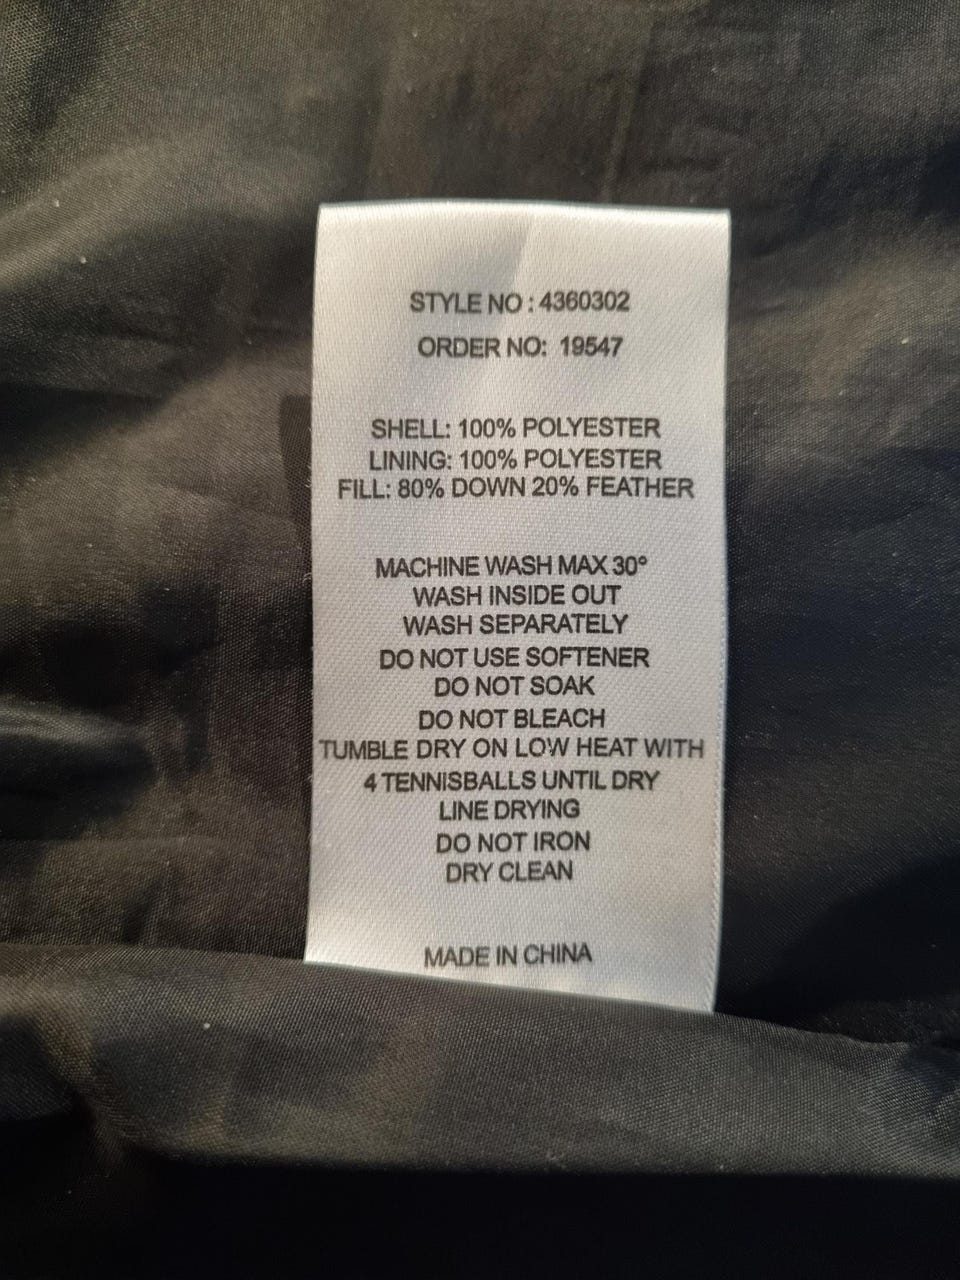 STYLE NO : 4360302
ORDER NO: 19547
SHELL: 100% POLYESTER
LINING: 100% POLYESTER
FILL: 80% DOWN 20% FEATHER
MACHINE WASH MAX 30°
WASH INSIDE OUT
WASH SEPARATELY
DO NOT USE SOFTENER
DO NOT SOAK
DO NOT BLEACH
TUMBLE DRY ON LOW HEAT WITH
4 TENNISBALLS UNTIL DRY
LINE DRYING
DO NOT IRON
DRY CLEAN
MADE IN CHINA